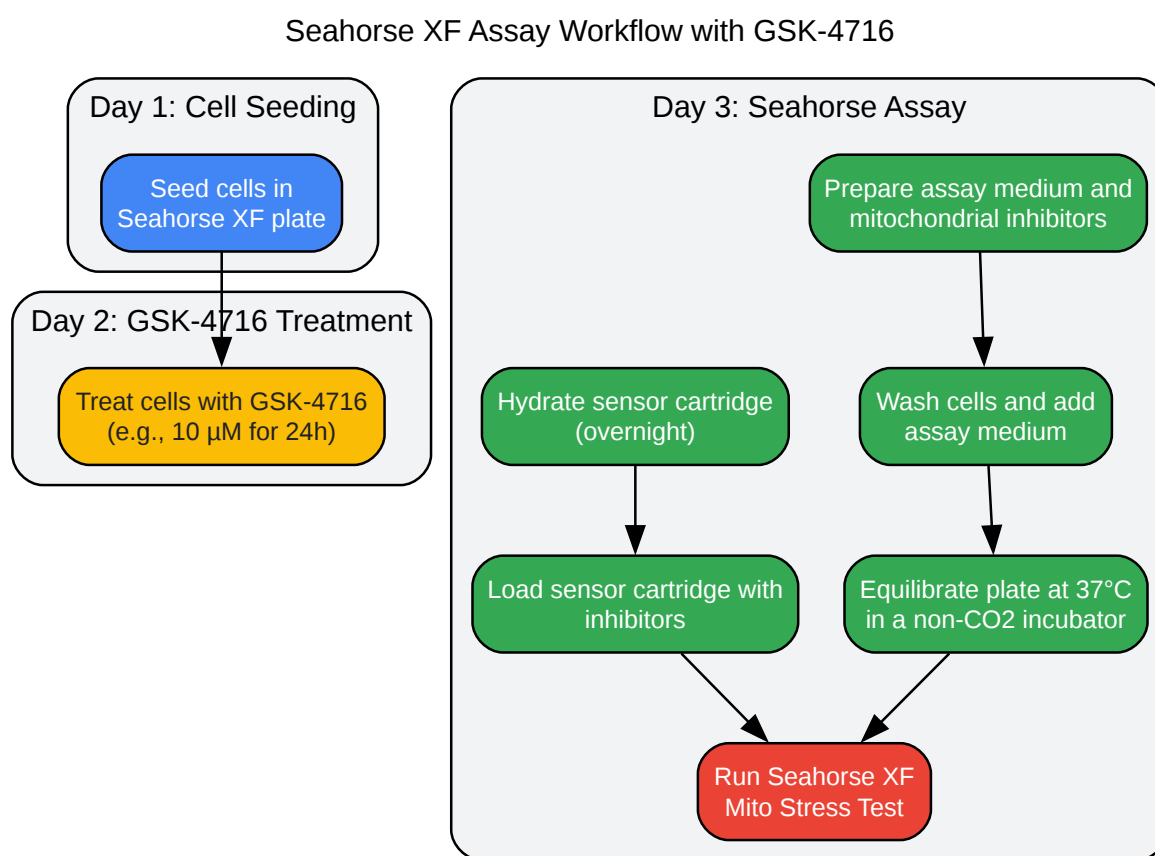 Seahorse XF Assay Workflow with GSK-4716
Day 1: Cell Seeding
Seed cells in
Seahorse XF plate
Day 2: GSK-4716 Treatment
Treat cells with GSK-4716
(e.g., 10 µM for 24h)
Day 3: Seahorse Assay
Prepare assay medium and
mitochondrial inhibitors
Hydrate sensor cartridge
(overnight)
Wash cells and add
assay medium
Load sensor cartridge with
inhibitors
Equilibrate plate at 37°C
in a non-CO2 incubator
Run Seahorse XF
Mito Stress Test